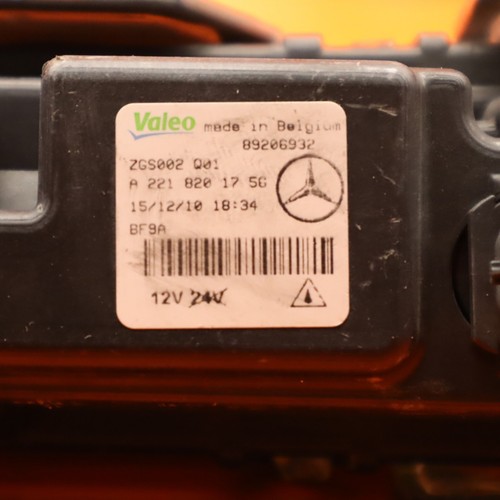 Valeo made in Belgium
89206932
ZGS002 Q01
A 221 820 17 56
15/12/10 18:34
BF9A
12V 24V